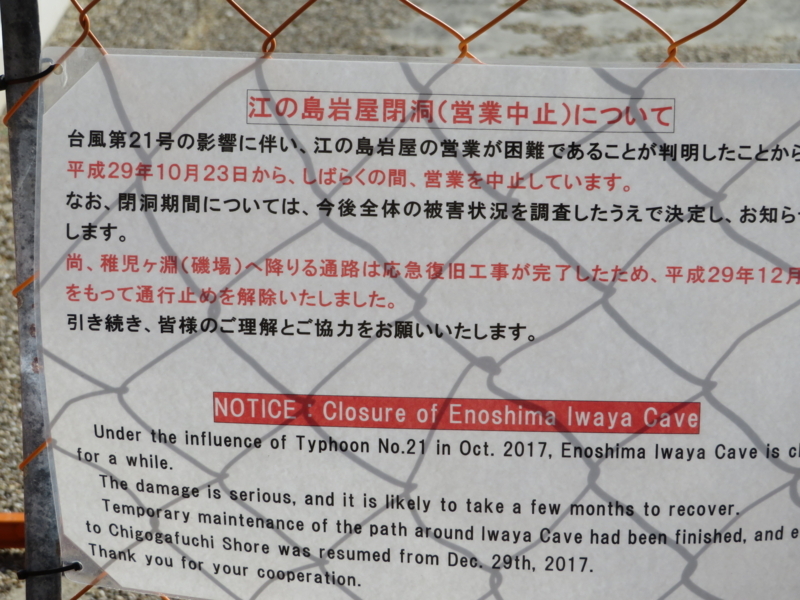 江の島岩屋閉洞(営業中止)について
台風第21号の影響に伴い、江の島岩屋の営業が困難であることが判明したことから
平成29年10月23日から、しばらくの間、営業を中止しています。
なお、閉洞期間については、今後全体の被害状況を調査したうえで決定し、お知らせ
します。
尚、稚児ヶ淵(磯場)へ降りる通路は応急復旧工事が完了したため、平成29年12月
をもって通行止めを解除いたしました。
引き続き、皆様のご理解とご協力をお願いいたします。
NOTICE : Closure of Enoshima Iwaya Cave
Under the influence of Typhoon No.21 in Oct. 2017, Enoshima Iwaya Cave is
for a while.
The damage is serious, and it is likely to take a few months to recover.
Temporary maintenance of the path around Iwaya Cave had been finished, and
to Chigogafuchi Shore was resumed from Dec. 29th, 2017.
Thank you for your cooperation.